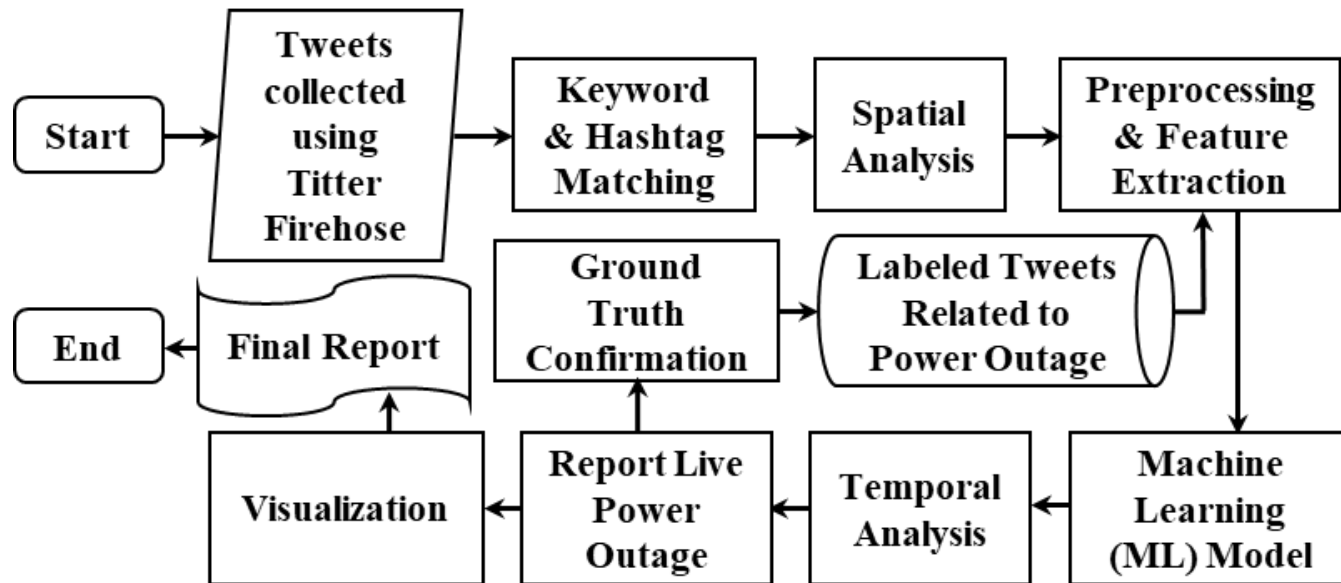 Start
Tweets
collected
using
Titter
Firehose
Keyword
& Hashtag
Matching
Spatial
Analysis
Preprocessing
& Feature
Extraction
End
Final Report
Ground
Truth
Confirmation
Labeled Tweets
Related to
Power Outage
Visualization
Report Live
Power
Outage
Temporal
Analysis
Machine
Learning
(ML) Model